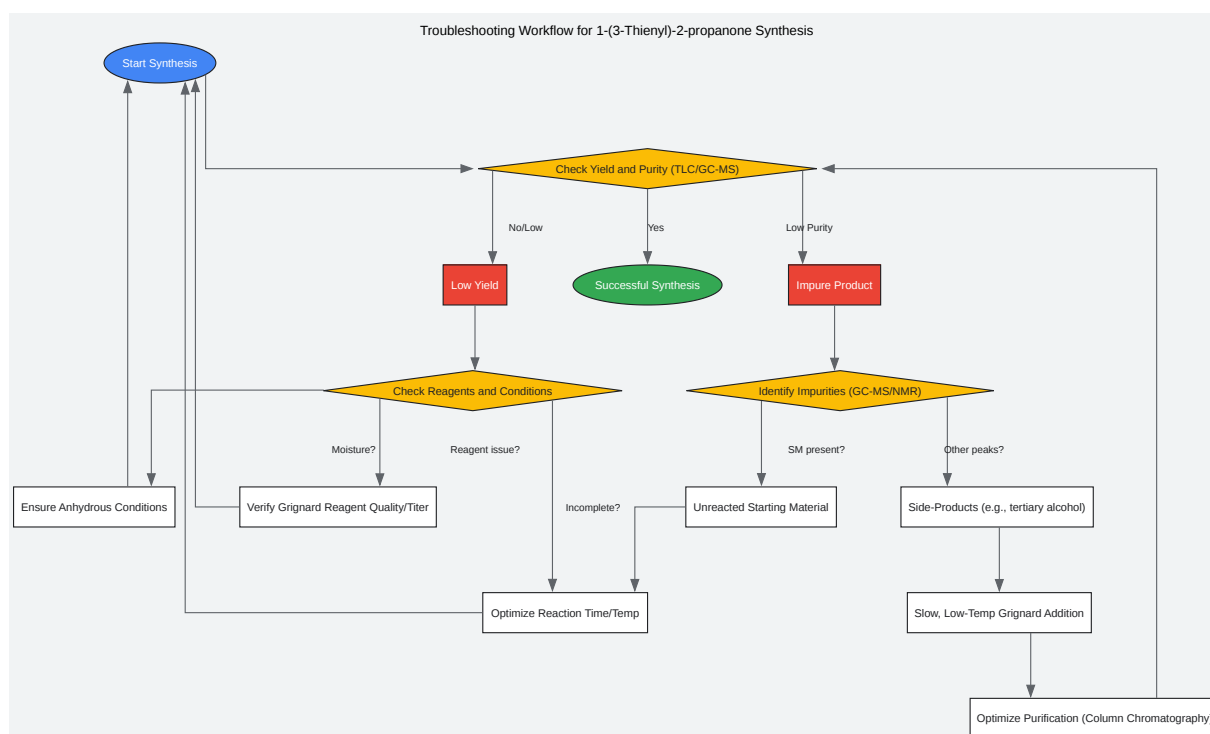 Troubleshooting Workflow for 1-(3-Thienyl)-2-propanone Synthesis
Start Synthesis
Check Yield and Purity (TLC/GC-MS)
No/Low
Yes
Low Purity
Low Yield
Successful Synthesis
Impure Product
Check Reagents and Conditions
Identify Impurities (GC-MS/NMR)
Moisture?
Reagent issue?
SM present?
Other peaks?
Ensure Anhydrous Conditions
Verify Grignard Reagent Quality/Titer
Incomplete?
Unreacted Starting Material
Side-Products (e.g., tertiary alcohol)
Optimize Reaction Time/Temp
Slow, Low-Temp Grignard Addition
Optimize Purification (Column Chromatography)